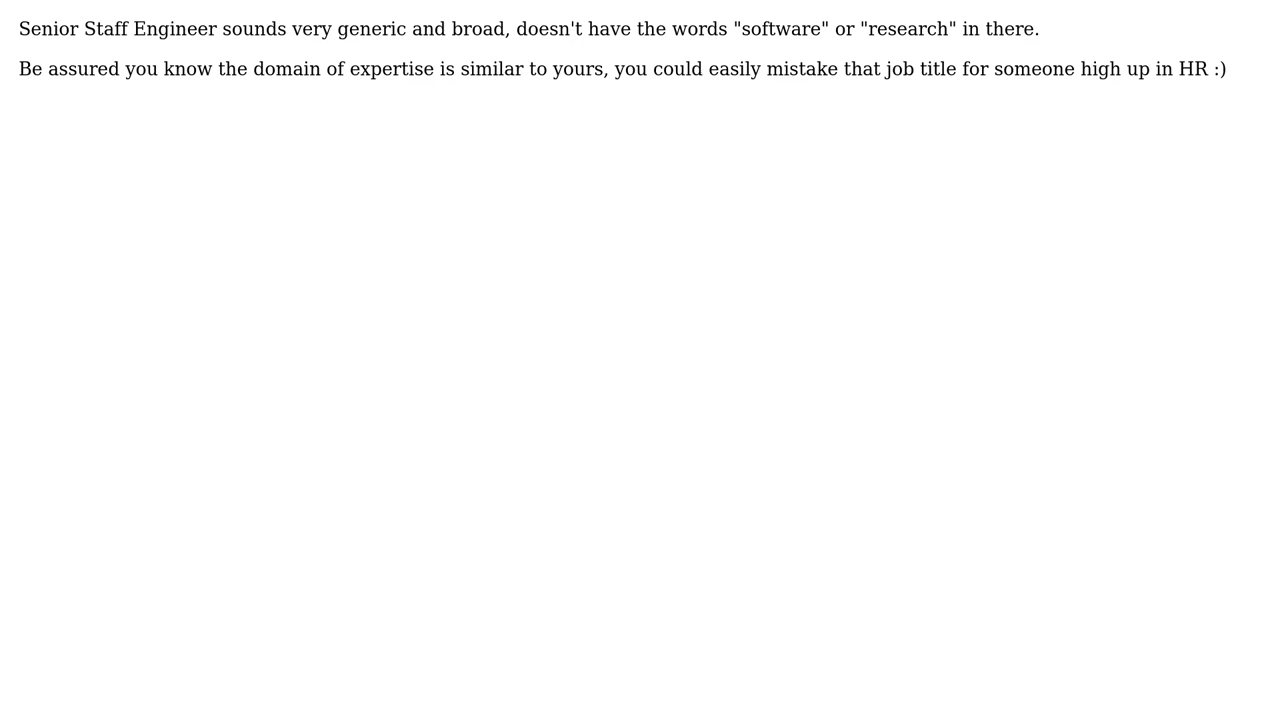 Senior Staff Engineer sounds very generic and broad, doesn't have the words "software" or "research" in there.
Be assured you know the domain of expertise is similar to yours, you could easily mistake that job title for someone high up in HR :)